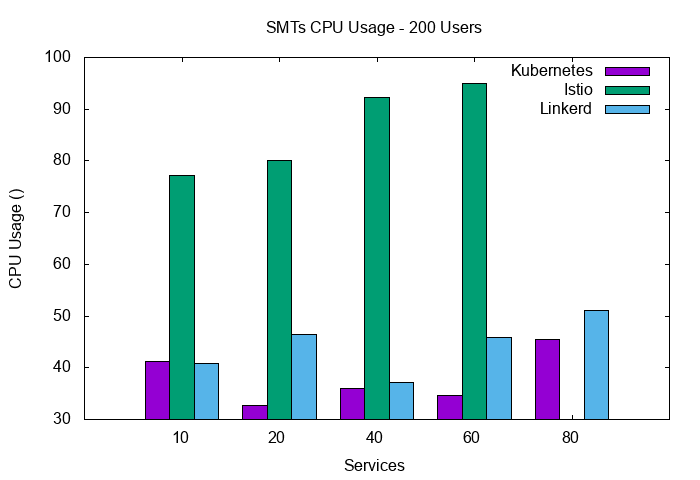 SMTs CPU Usage - 200 Users
Kubernetes
Istio
Linkerd
CPU Usage ()
100
90
80
70
60
50
40
30
10 20 40 60 80
Services